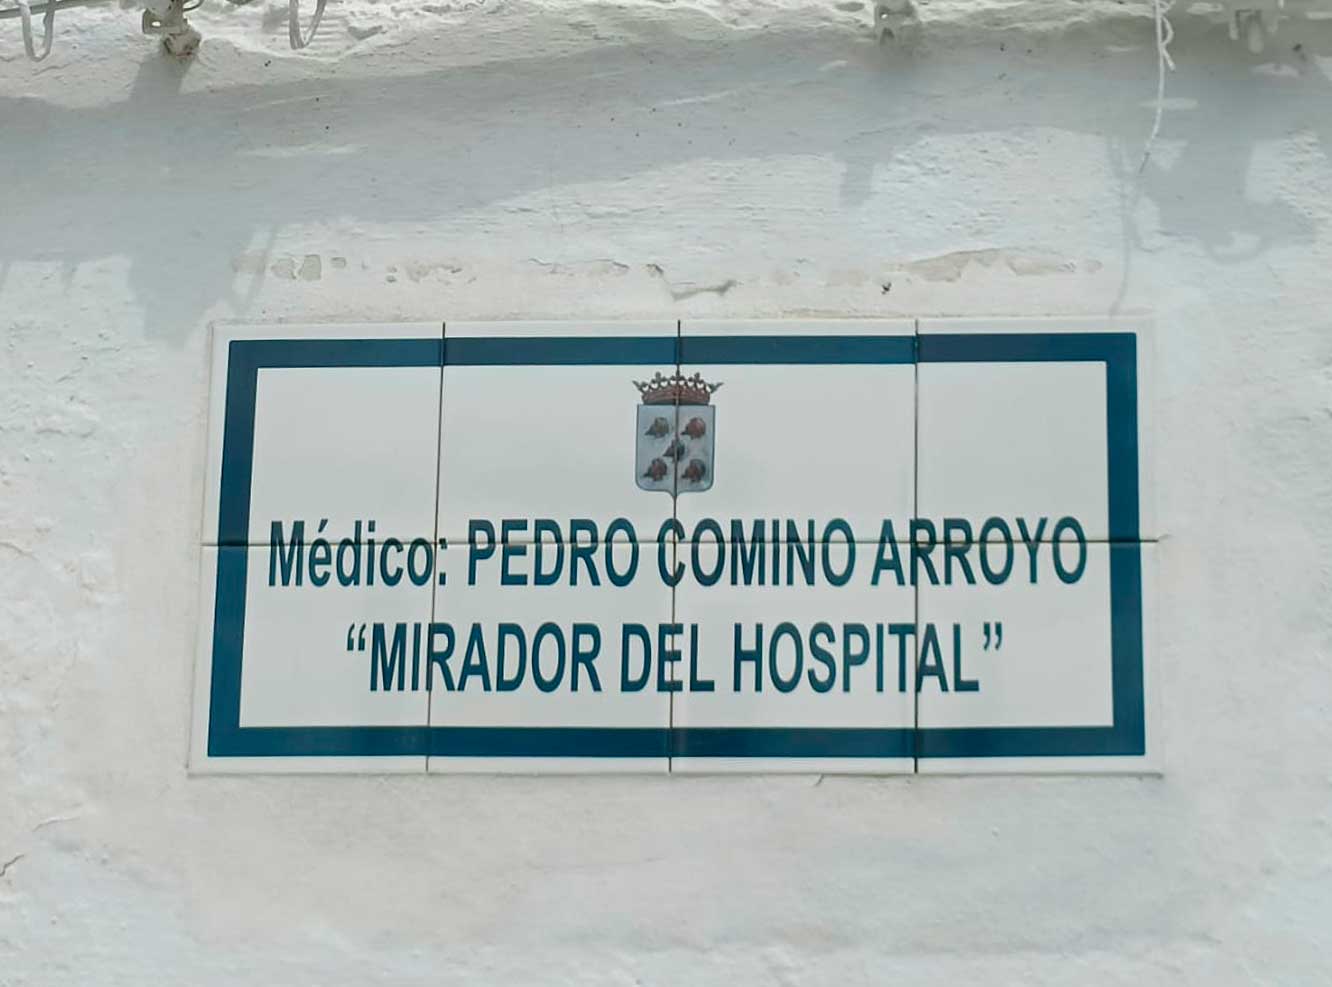 Médico: PEDRO COMINO ARROYO
“MIRADOR DEL HOSPITAL”